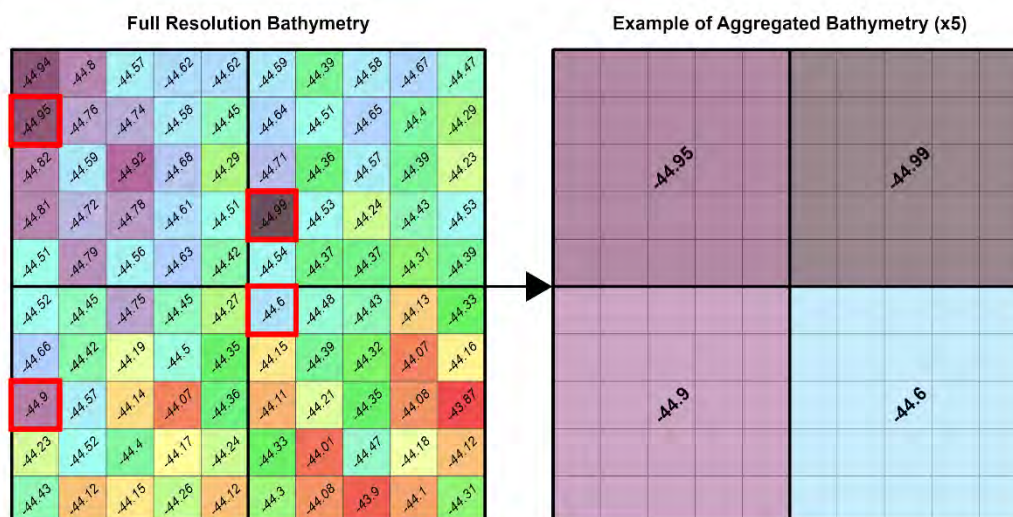 Full Resolution Bathymetry
Example of Aggregated Bathymetry (x5)
-44.94 -44.8 -44.57 -44.62 -44.62 -44.59 -44.39 -44.58 -44.67 -44.47
-44.95 -44.76 -44.74 -44.58 -44.45 -44.64 -44.51 -44.65 -44.4 -44.29
-44.82 -44.59 -44.92 -44.68 -44.29 -44.71 -44.36 -44.57 -44.39 -44.23
-44.81 -44.72 -44.78 -44.61 -44.51 -44.99 -44.53 -44.24 -44.43 -44.53
-44.51 -44.79 -44.56 -44.63 -44.42 -44.54 -44.37 -44.37 -44.31 -44.39
-44.52 -44.45 -44.75 -44.45 -44.27 -44.6 -44.48 -44.43 -44.13 -44.33
-44.66 -44.42 -44.19 -44.5 -44.35 -44.15 -44.39 -44.32 -44.07 -44.16
-44.9 -44.57 -44.14 -44.07 -44.36 -44.11 -44.21 -44.35 -44.08 -43.87
-44.23 -44.52 -44.4 -44.17 -44.24 -44.33 -44.01 -44.47 -44.18 -44.12
-44.43 -44.12 -44.15 -44.26 -44.12 -44.3 -44.08 -43.9 -44.1 -44.31
-44.95 -44.99
-44.9 -44.6